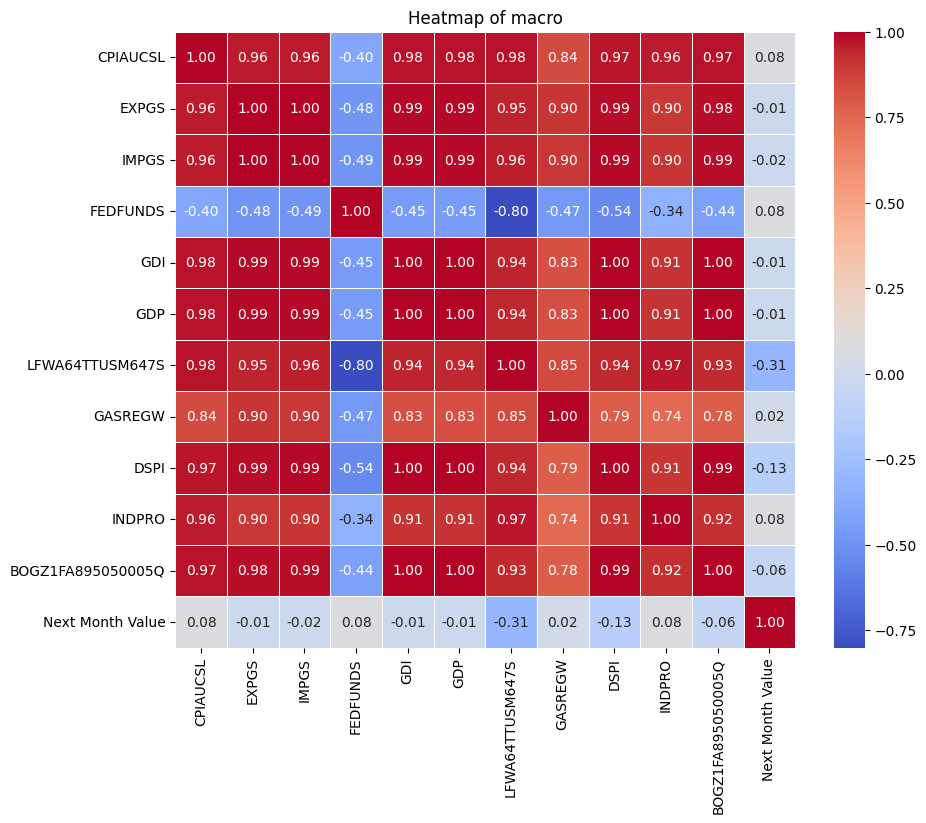 Heatmap of macro
CPIAUCSL 1.00 0.96 0.96 -0.40 0.98 0.98 0.98 0.84 0.97 0.96 0.97 0.08
EXPGS 0.96 1.00 1.00 -0.48 0.99 0.99 0.95 0.90 0.99 0.90 0.98 -0.01
IMPGS 0.96 1.00 1.00 -0.49 0.99 0.99 0.96 0.90 0.99 0.90 0.99 -0.02
FEDFUNDS -0.40 -0.48 -0.49 1.00 -0.45 -0.45 -0.80 -0.47 -0.54 -0.34 -0.44 0.08
GDI 0.98 0.99 0.99 -0.45 1.00 1.00 0.94 0.83 1.00 0.91 1.00 -0.01
GDP 0.98 0.99 0.99 -0.45 1.00 1.00 0.94 0.83 1.00 0.91 1.00 -0.01
LFWA64TTUSM647S 0.98 0.95 0.96 -0.80 0.94 0.94 1.00 0.85 0.94 0.97 0.93 -0.31
GASREGW 0.84 0.90 0.90 -0.47 0.83 0.83 0.85 1.00 0.79 0.74 0.78 0.02
DSPI 0.97 0.99 0.99 -0.54 1.00 1.00 0.94 0.79 1.00 0.91 0.99 -0.13
INDPRO 0.96 0.90 0.90 -0.34 0.91 0.91 0.97 0.74 0.91 1.00 0.92 0.08
BOGZ1FA895050005Q 0.97 0.98 0.99 -0.44 1.00 1.00 0.93 0.78 0.99 0.92 1.00 -0.06
Next Month Value 0.08 -0.01 -0.02 0.08 -0.01 -0.01 -0.31 0.02 -0.13 0.08 -0.06 1.00
CPIAUCSL
EXPGS
IMPGS
FEDFUNDS
GDI
GDP
LFWA64TTUSM647S
GASREGW
DSPI
INDPRO
BOGZ1FA895050005Q
Next Month Value
1.00
0.75
0.50
0.25
0.00
−0.25
−0.50
−0.75